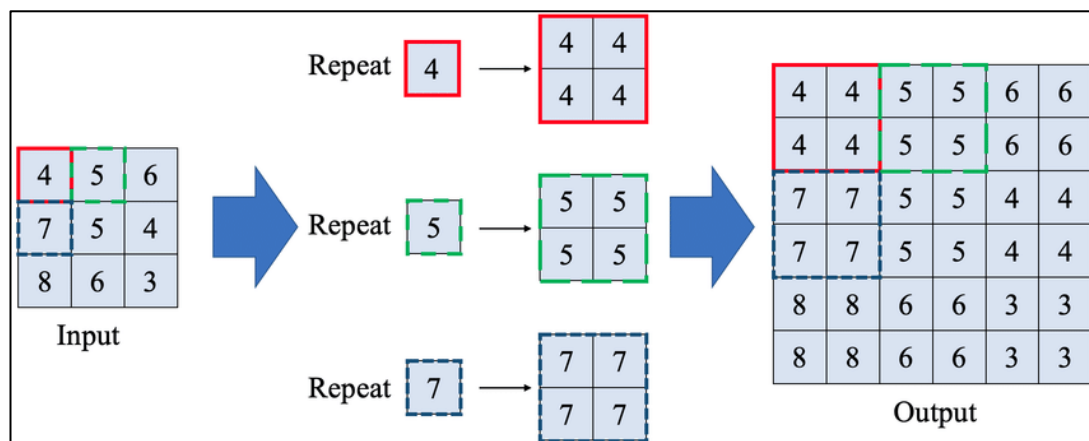 4 5 6
7 5 4
8 6 3
Input
Repeat 4 4 4
4 4
Repeat 5 5 5
5 5
Repeat 7 7 7
7 7
4 4 5 5 6 6
4 4 5 5 6 6
7 7 5 5 4 4
7 7 5 5 4 4
8 8 6 6 3 3
8 8 6 6 3 3
Output